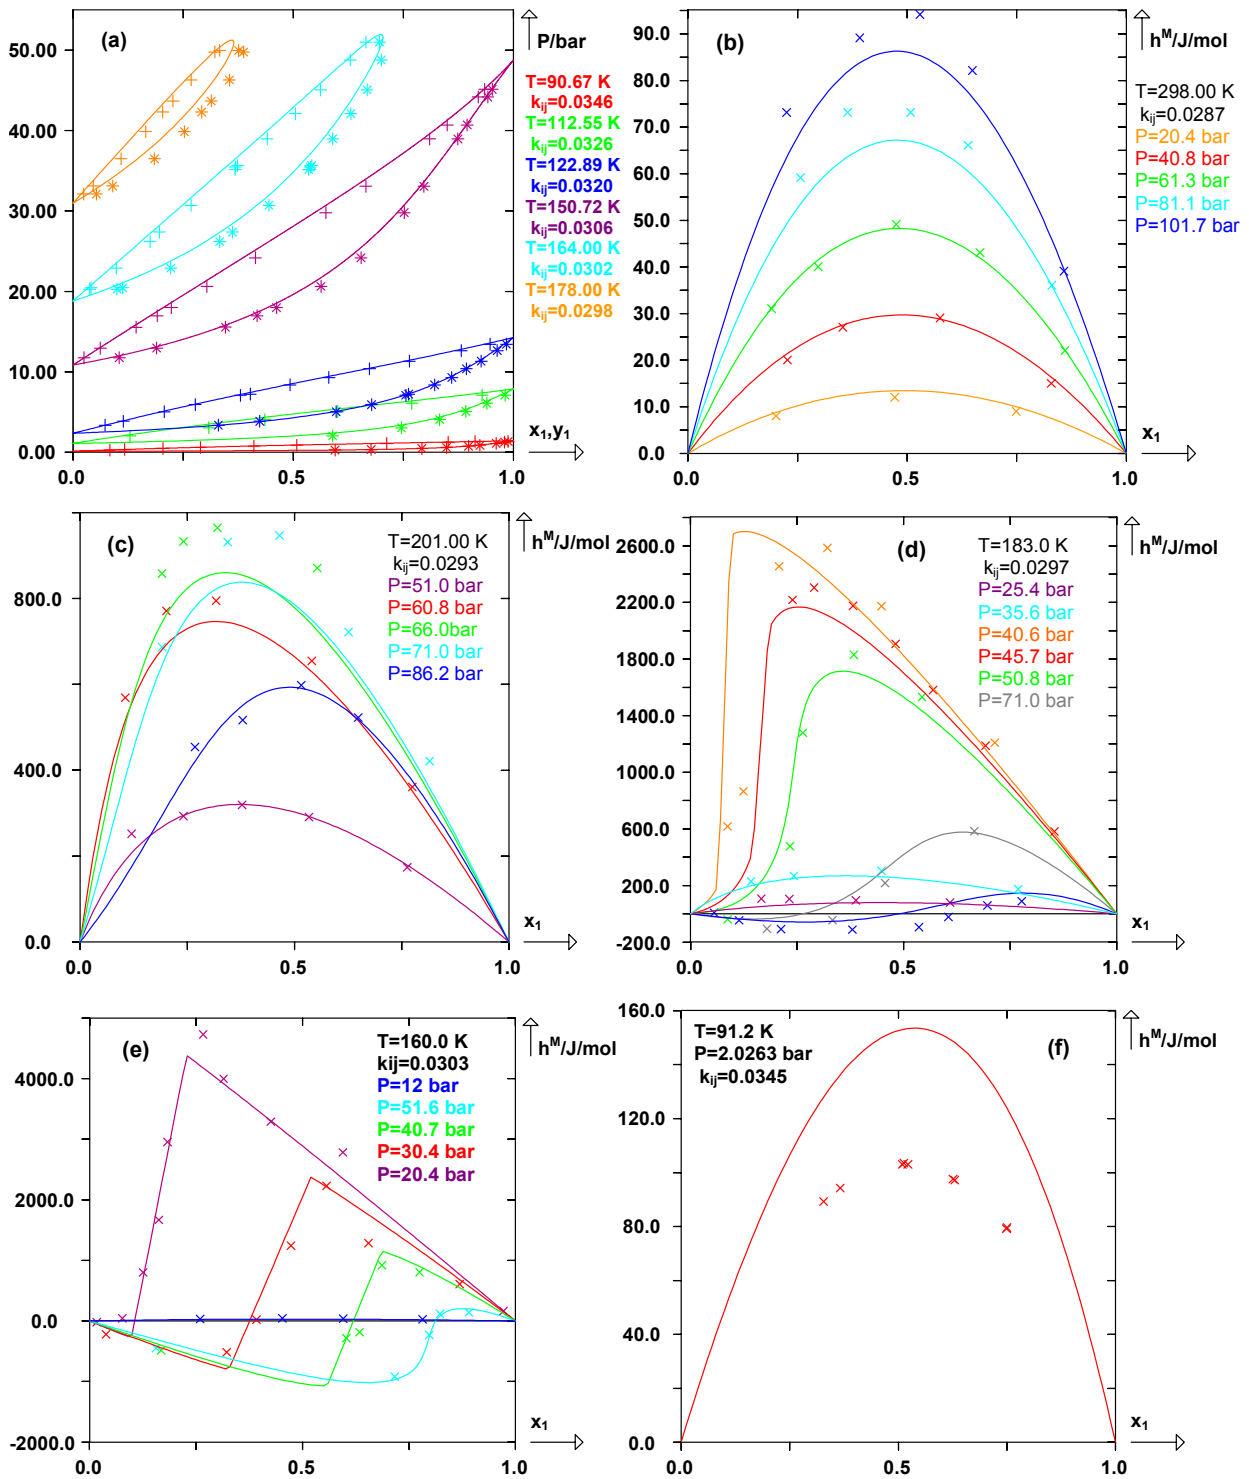 (a)
P/bar
50.00
40.00
30.00
20.00
10.00
0.00
T=90.67 K
kij=0.0346
T=112.55 K
kij=0.0326
T=122.89 K
kij=0.0320
T=150.72 K
kij=0.0306
T=164.00 K
kij=0.0302
T=178.00 K
kij=0.0298
x1,y1
0.0
0.5
1.0
(b)
hM/J/mol
90.0
80.0
70.0
60.0
50.0
40.0
30.0
20.0
10.0
0.0
T=298.00 K
kij=0.0287
P=20.4 bar
P=40.8 bar
P=61.3 bar
P=81.1 bar
P=101.7 bar
x1
0.0
0.5
1.0
(c)
hM/J/mol
800.0
400.0
0.0
T=201.00 K
kij=0.0293
P=51.0 bar
P=60.8 bar
P=66.0bar
P=71.0 bar
P=86.2 bar
x1
0.0
0.5
1.0
(d)
hM/J/mol
2600.0
2200.0
1800.0
1400.0
1000.0
600.0
200.0
-200.0
T=183.0 K
kij=0.0297
P=25.4 bar
P=35.6 bar
P=40.6 bar
P=45.7 bar
P=50.8 bar
P=71.0 bar
x1
0.0
0.5
1.0
(e)
hM/J/mol
4000.0
2000.0
0.0
-2000.0
T=160.0 K
kij=0.0303
P=12 bar
P=51.6 bar
P=40.7 bar
P=30.4 bar
P=20.4 bar
x1
0.0
0.5
1.0
(f)
hM/J/mol
160.0
120.0
80.0
40.0
0.0
T=91.2 K
P=2.0263 bar
kij=0.0345
x1
0.0
0.5
1.0